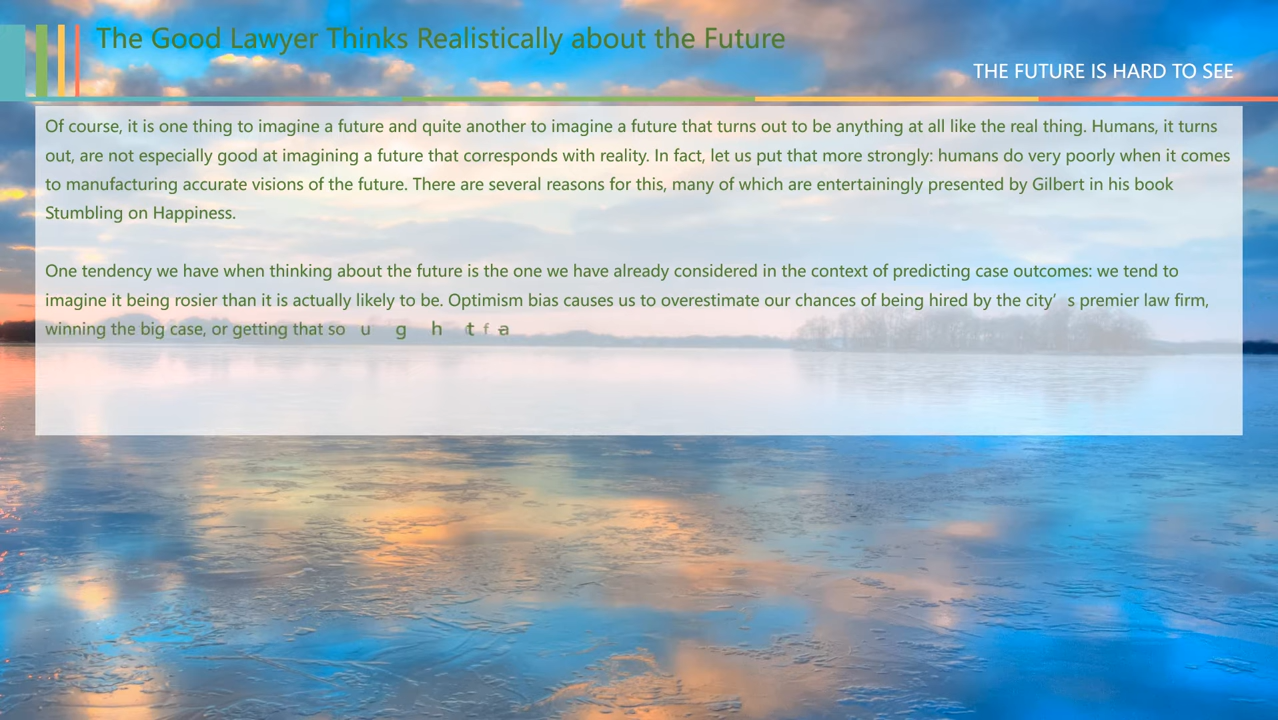 The Good Lawyer Thinks Realistically about the Future
THE FUTURE IS HARD TO SEE
Of course, it is one thing to imagine a future and quite another to imagine a future that turns out to be anything at all like the real thing. Humans, it turns
out, are not especially good at imagining a future that corresponds with reality. In fact, let us put that more strongly: humans do very poorly when it comes
to manufacturing accurate visions of the future. There are several reasons for this, many of which are entertainingly presented by Gilbert in his book
Stumbling on Happiness.
One tendency we have when thinking about the future is the one we have already considered in the context of predicting case outcomes: we tend to
imagine it being rosier than it is actually likely to be. Optimism bias causes us to overestimate our chances of being hired by the city’s premier law firm,
winning the big case, or getting that so u g h t f a